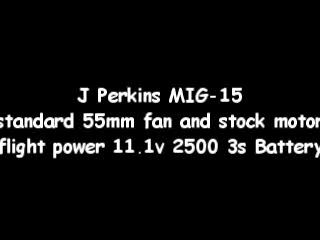 J Perkins MIG-15
standard 55mm fan and stock motor
flight power 11.1v 2500 3s Battery